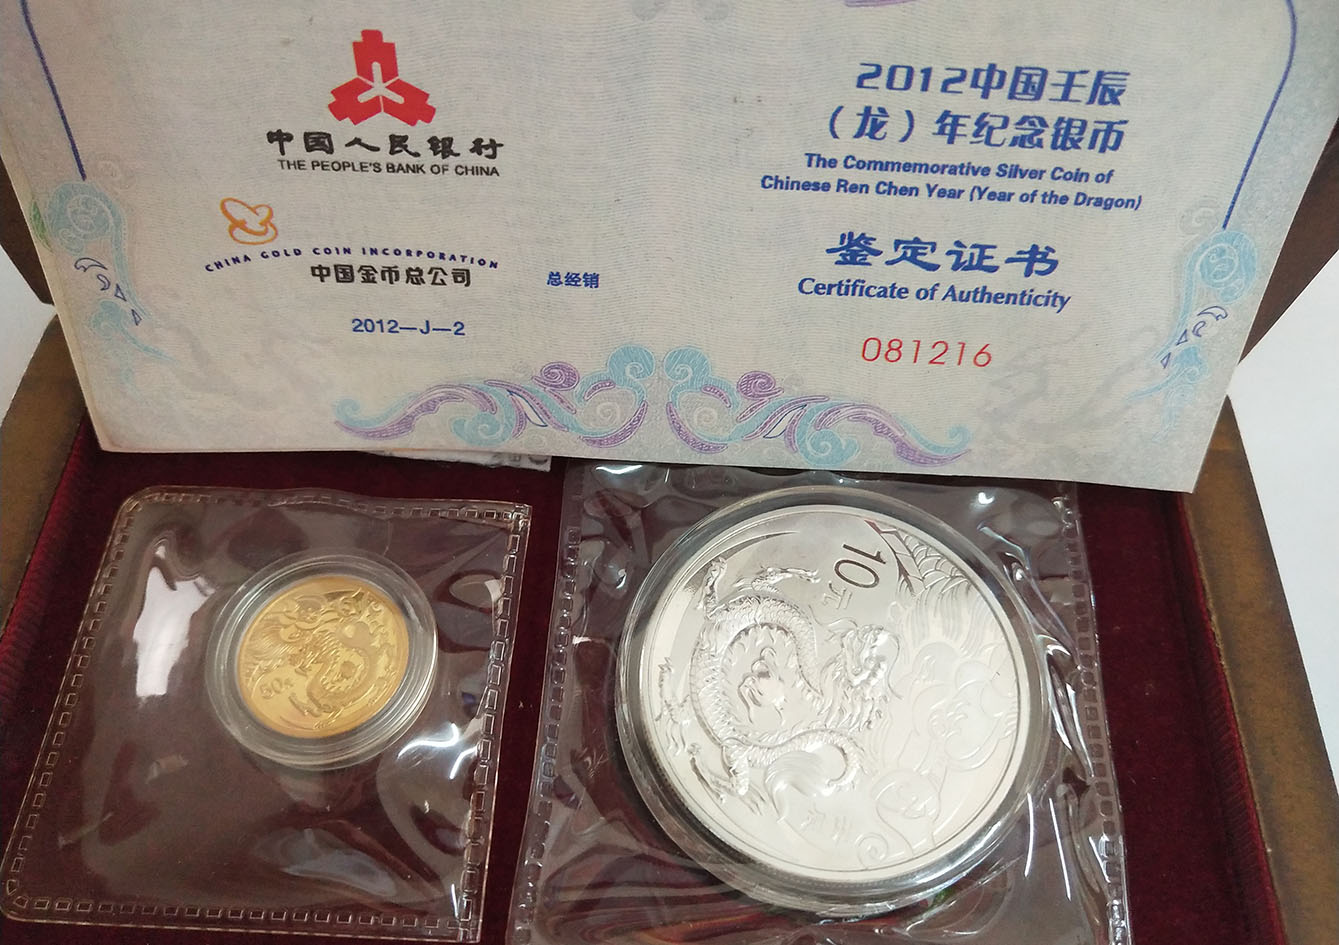 中国人民银行
THE PEOPLE'S BANK OF CHINA
CHINA GOLD COIN INCORPORATION
中国金币总公司
总经销
2012—J—2
2012中国壬辰
（龙）年纪念银币
The Commemorative Silver Coin of
Chinese Ren Chen Year (Year of the Dragon)
鉴定证书
Certificate of Authenticity
081216
50元
10元